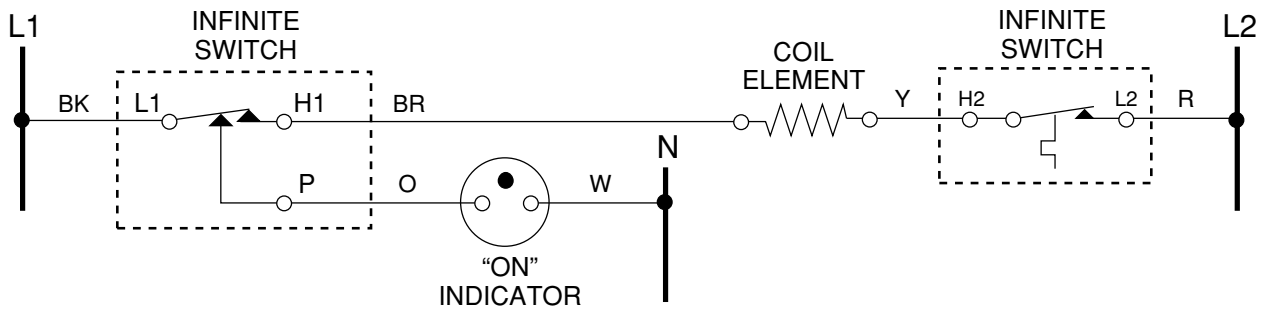 L1
INFINITE
SWITCH
BK
L1
H1
BR
COIL
ELEMENT
Y
INFINITE
SWITCH
H2
L2
R
L2
P
O
W
N
“ON”
INDICATOR